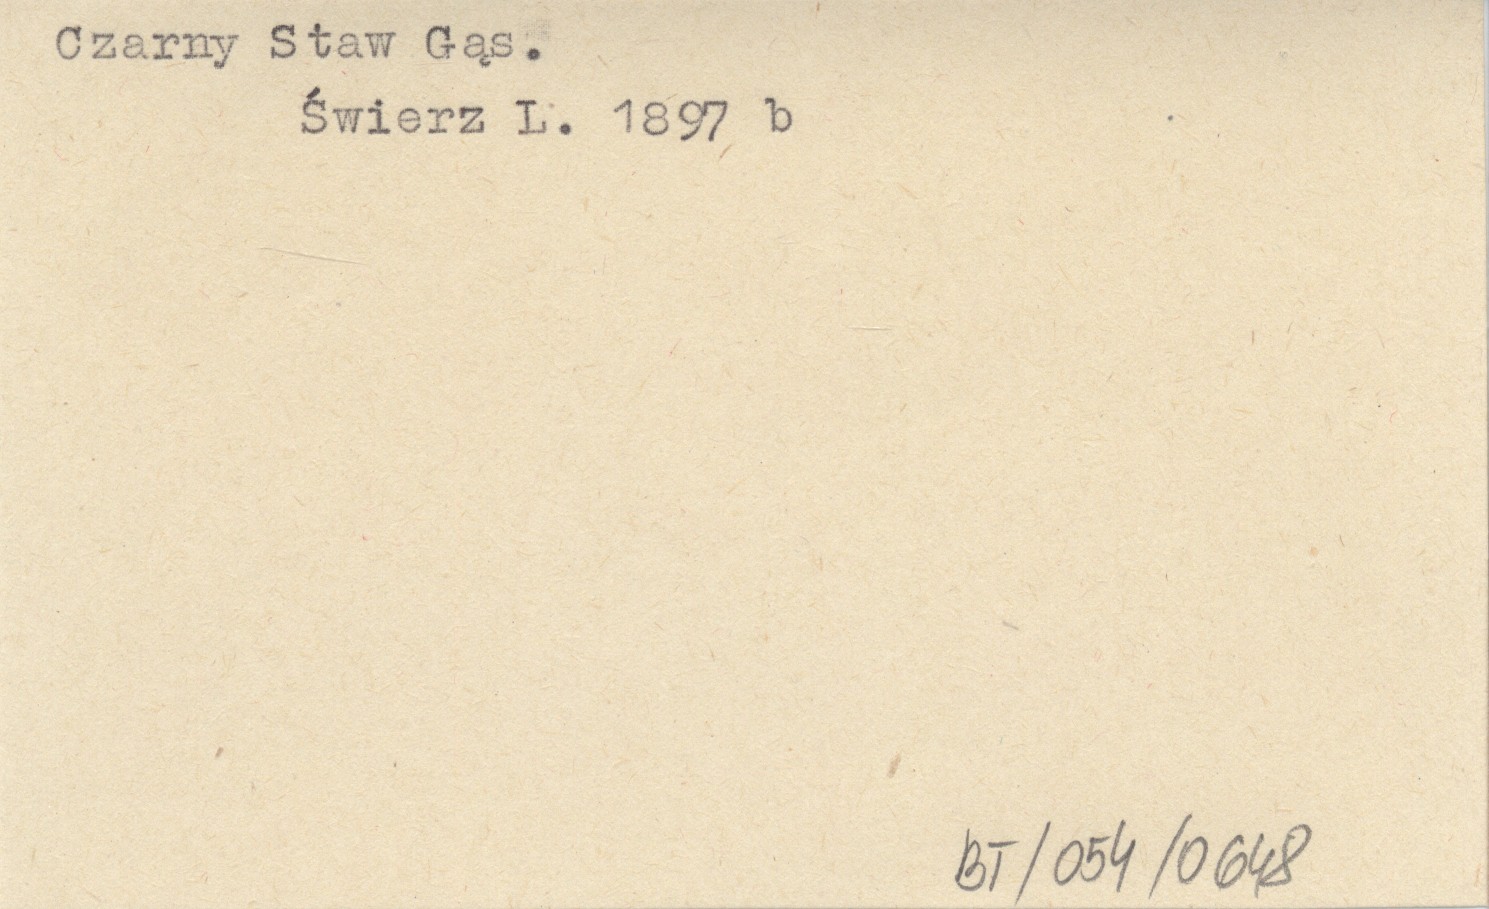 Czarny Staw Gąs.
Świerz L. 1897 b
BT/054/0648